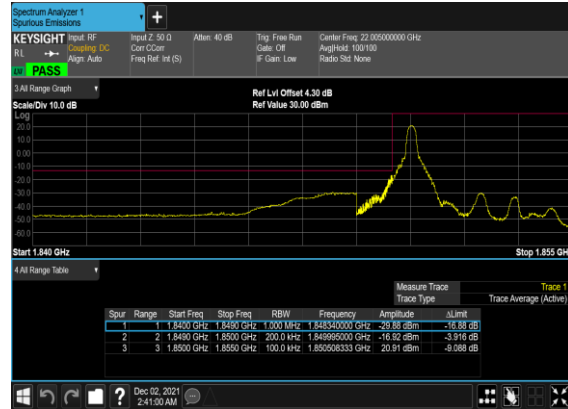 Spectrum Analyzer 1
Spurious Emissions
KEYSIGHT Input: RF Input Z: 50 Ω Atten: 40 dB Trig: Free Run Center Freq: 22.005000000 GHz
RL Coupling: DC Corr CCorr Gate: Off Avg|Hold: 100/100
Align: Auto Freq Ref: Int (S) IF Gain: Low Radio Std: None
LM PASS
3 All Range Graph
Ref Lvl Offset 4.30 dB
Scale/Div 10.0 dB Ref Value 30.00 dBm
Log
20.0
10.0
0.00
-10.0
-20.0
-30.0
-40.0
-50.0
-60.0
Start 1.840 GHz Stop 1.855 GH
4 All Range Table
Measure Trace Trace 1
Trace Type Trace Average (Active)
Spur Range Start Freq Stop Freq RBW Frequency Amplitude ΔLimit
1 1 1.8400 GHz 1.8490 GHz 1.000 MHz 1.848340000 GHz -29.88 dBm -16.88 dB
2 2 1.8490 GHz 1.8500 GHz 200.0 kHz 1.849995000 GHz -16.92 dBm -3.916 dB
3 3 1.8500 GHz 1.8550 GHz 100.0 kHz 1.850508333 GHz 20.91 dBm -9.088 dB
Dec 02, 2021
2:41:00 AM